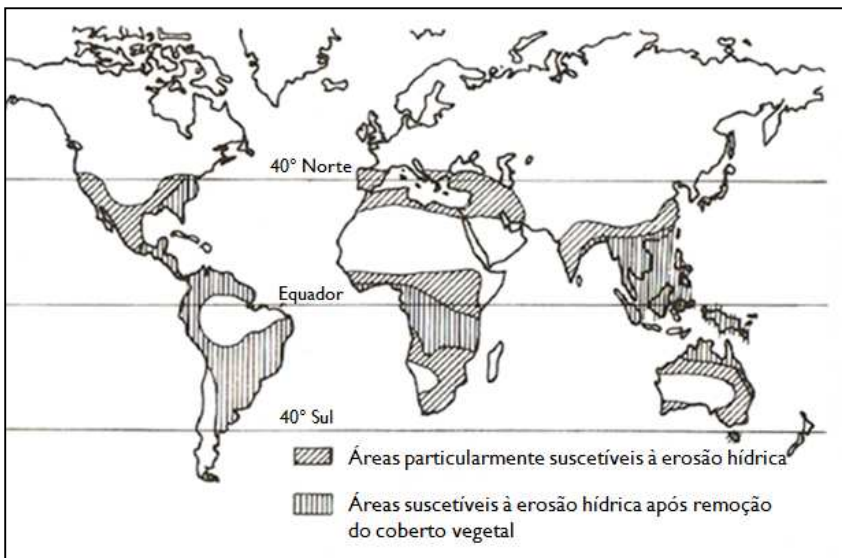 40° Norte
Equador
40° Sul
Áreas particularmente suscetíveis à erosão hídrica
Áreas suscetíveis à erosão hídrica após remoção
do coberto vegetal